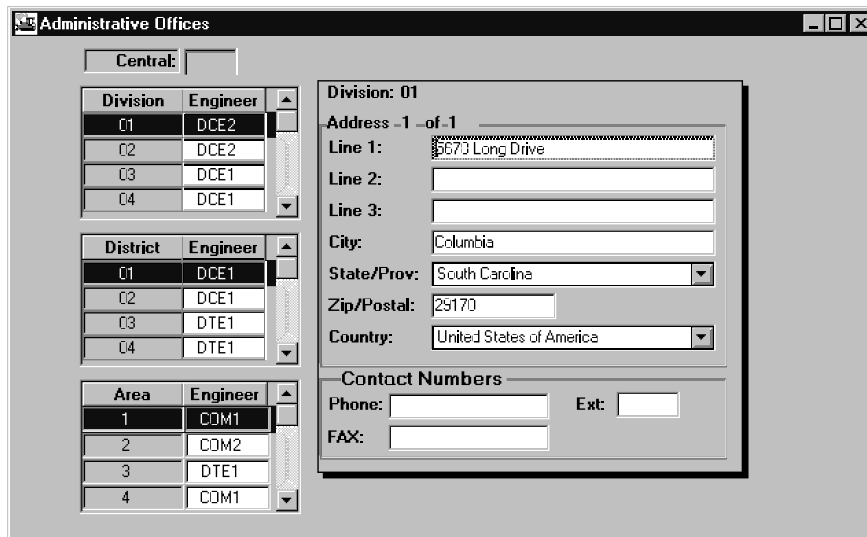 Administrative Offices
Central:
Division Engineer
01 DCE2
02 DCE2
03 DCE1
04 DCE1
District Engineer
01 DCE1
02 DCE1
03 DTE1
04 DTE1
Area Engineer
1 COM1
2 COM2
3 DTE1
4 COM1
Division: 01
Address -1 -of-1
Line 1: 5670 Long Drive
Line 2:
Line 3:
City: Columbia
State/Prov: South Carolina
Zip/Postal: 29170
Country: United States of America
Contact Numbers
Phone: Ext:
FAX: